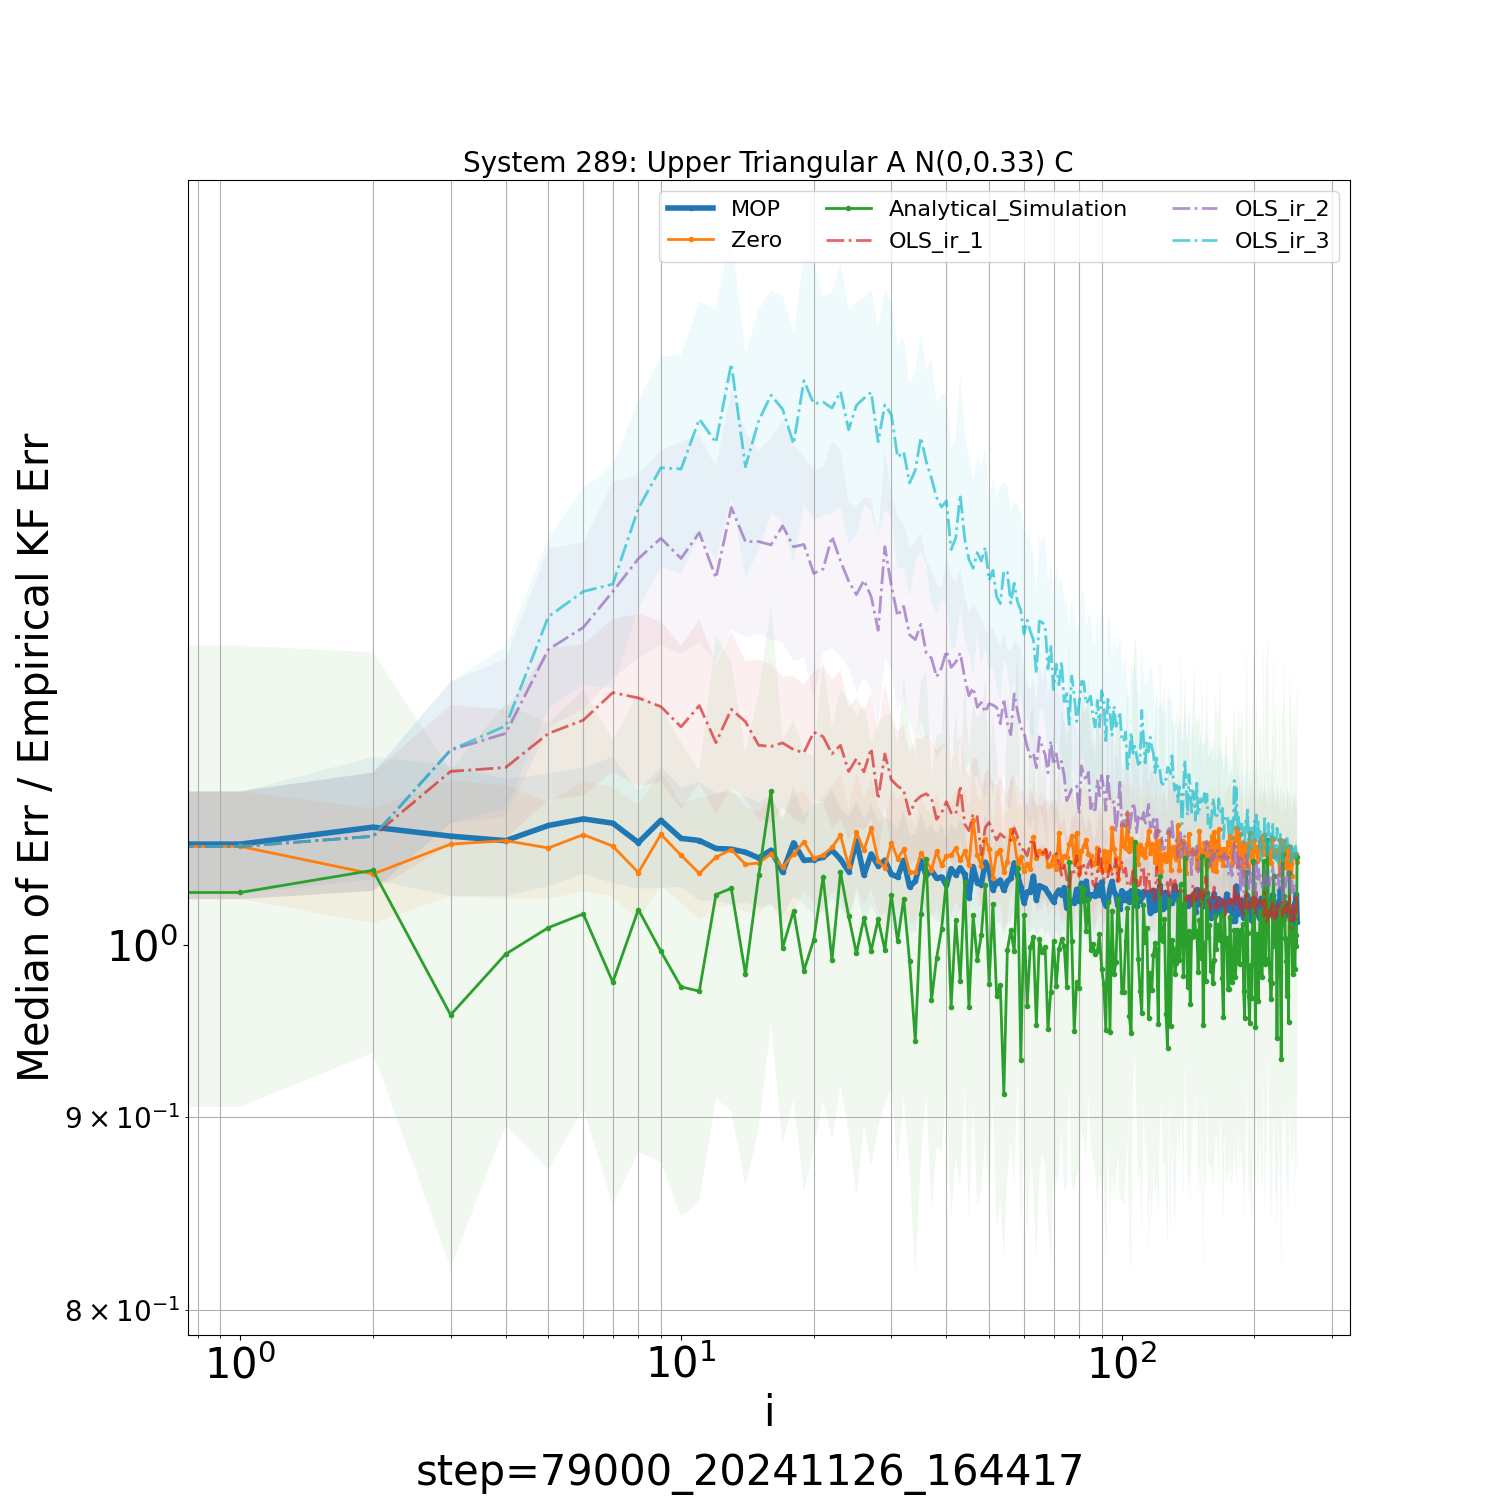 System 289: Upper Triangular A N(0,0.33) C
MOP
Zero
Analytical_Simulation
OLS_ir_1
OLS_ir_2
OLS_ir_3
Median of Err / Empirical KF Err
10⁰
9 × 10⁻¹
8 × 10⁻¹
10⁰ 10¹ 10²
i
step=79000_20241126_164417